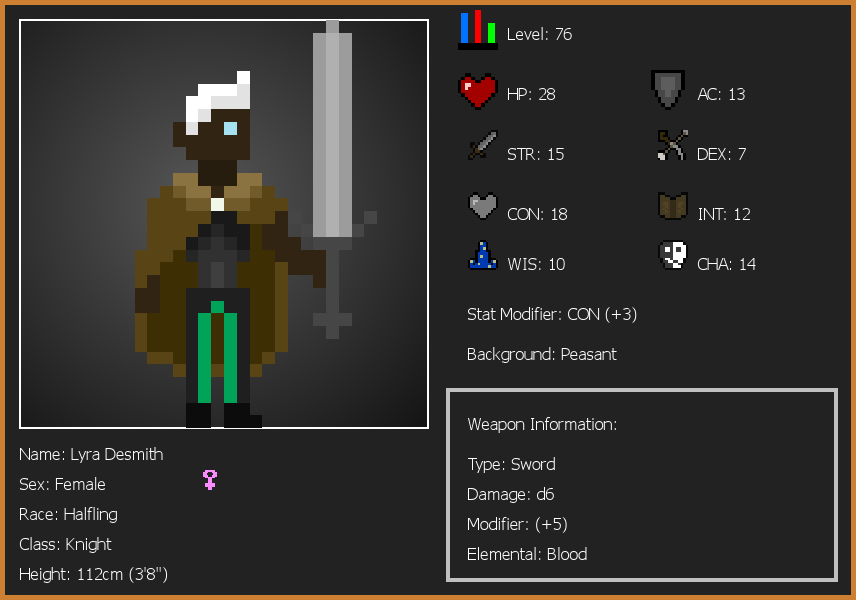 Level: 76
HP: 28
AC: 13
STR: 15
DEX: 7
CON: 18
INT: 12
WIS: 10
CHA: 14
Stat Modifier: CON (+3)
Background: Peasant
Weapon Information:
Type: Sword
Damage: d6
Modifier: (+5)
Elemental: Blood
Name: Lyra Desmith
Sex: Female
Race: Halfling
Class: Knight
Height: 112cm (3'8")